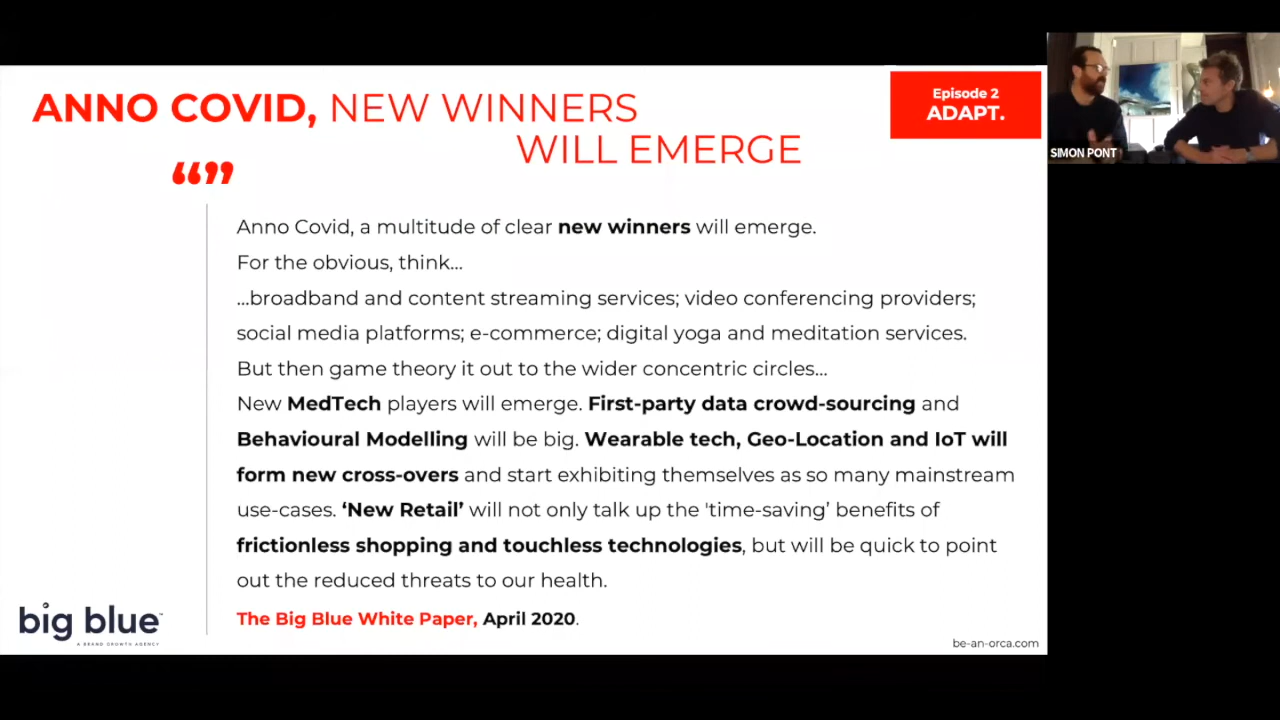 ANNO COVID, NEW WINNERS
WILL EMERGE
Episode 2
ADAPT.
SIMON PONT
“”
Anno Covid, a multitude of clear new winners will emerge.
For the obvious, think...
...broadband and content streaming services; video conferencing providers;
social media platforms; e-commerce; digital yoga and meditation services.
But then game theory it out to the wider concentric circles...
New MedTech players will emerge. First-party data crowd-sourcing and
Behavioural Modelling will be big. Wearable tech, Geo-Location and IoT will
form new cross-overs and start exhibiting themselves as so many mainstream
use-cases. ‘New Retail’ will not only talk up the 'time-saving’ benefits of
frictionless shopping and touchless technologies, but will be quick to point
out the reduced threats to our health.
The Big Blue White Paper, April 2020.
big blue™
A BRAND GROWTH AGENCY
be-an-orca.com